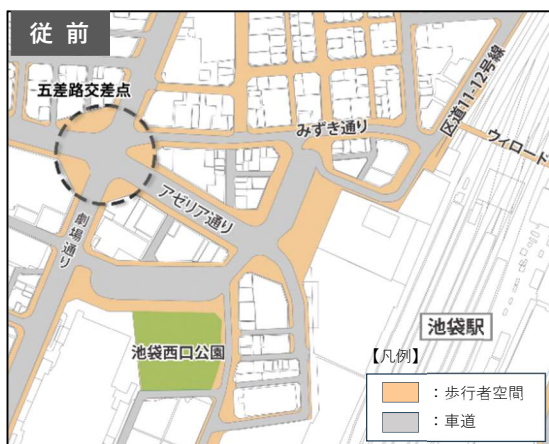 従 前
五差路交差点
みずき通り
区道11-12号線
ウィロード
アゼリア通り
劇場通り
池袋西口公園
池袋駅
【凡例】
：歩行者空間
：車道